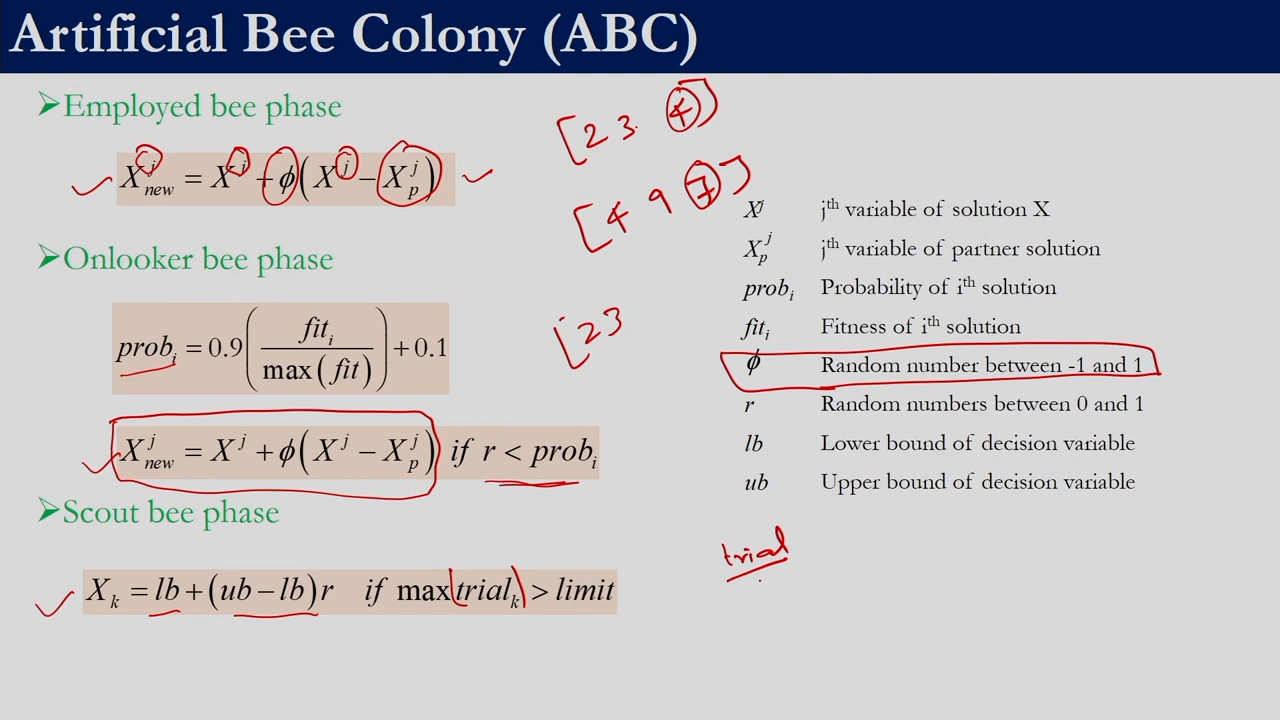 Artificial Bee Colony (ABC)
➢Employed bee phase
[2 3 4]
X^j_new = X^j + ϕ(X^j − X^j_p)
[4 9 7]
X^j j^th variable of solution X
X^j_p j^th variable of partner solution
➢Onlooker bee phase
prob_i Probability of i^th solution
fit_i Fitness of i^th solution
prob_i = 0.9 ( fit_i / max(fit) ) + 0.1
[2 3
ϕ Random number between -1 and 1
r Random numbers between 0 and 1
X^j_new = X^j + ϕ(X^j − X^j_p) if r < prob_i
lb Lower bound of decision variable
ub Upper bound of decision variable
➢Scout bee phase
trial
X_k = lb + (ub − lb) r if max(trial_k) > limit